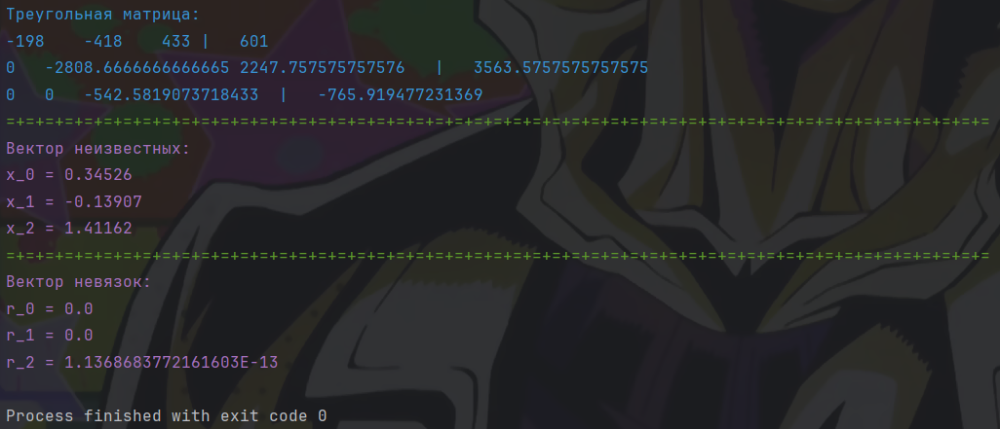 Треугольная матрица:
-198    -418    433 |   601
0   -2808.6666666666665 2247.757575757576   |   3563.5757575757575
0   0   -542.5819073718433  |   -765.919477231369
=+=+=+=+=+=+=+=+=+=+=+=+=+=+=+=+=+=+=+=+=+=+=+=+=+=+=+=+=+=+=+=+=+=+=+=+=+=+=+=+=+=+=+=+=+=+=+=+=+=+=
Вектор неизвестных:
x_0 = 0.34526
x_1 = -0.13907
x_2 = 1.41162
=+=+=+=+=+=+=+=+=+=+=+=+=+=+=+=+=+=+=+=+=+=+=+=+=+=+=+=+=+=+=+=+=+=+=+=+=+=+=+=+=+=+=+=+=+=+=+=+=+=+=
Вектор невязок:
r_0 = 0.0
r_1 = 0.0
r_2 = 1.1368683772161603E-13
Process finished with exit code 0